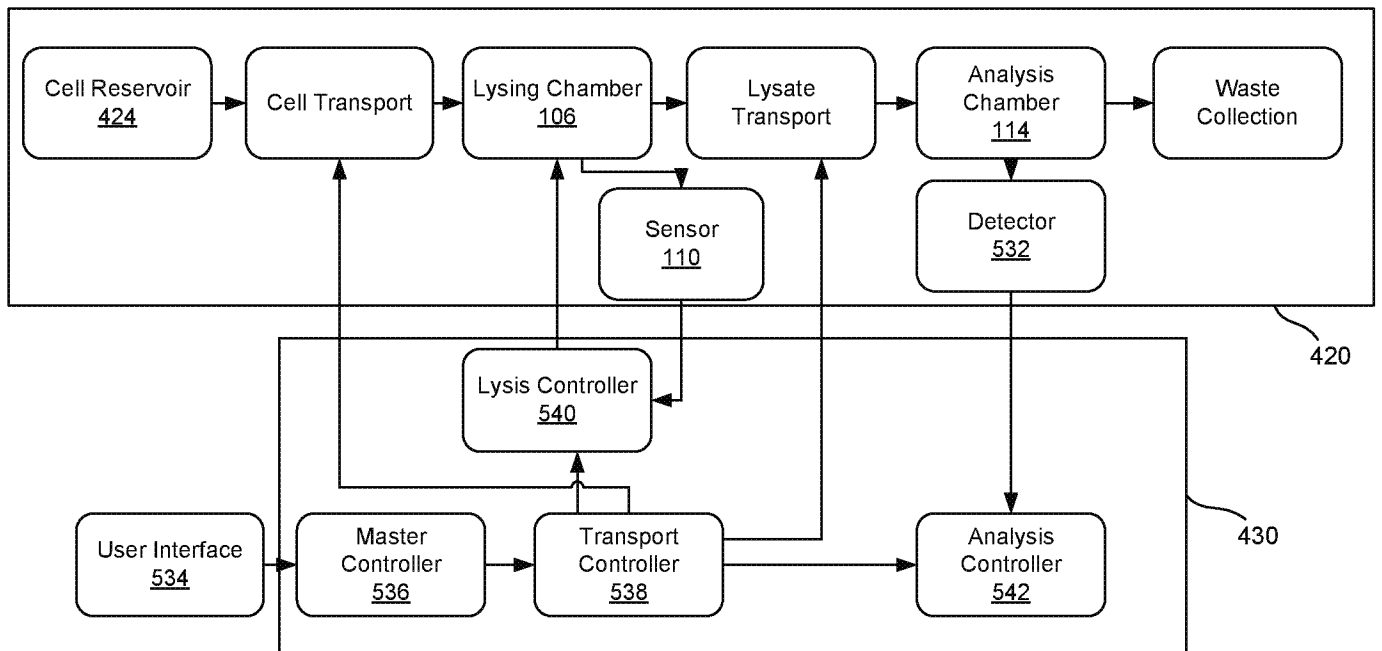 Cell Reservoir
424
Cell Transport
Lysing Chamber
106
Lysate
Transport
Analysis
Chamber
114
Waste
Collection
Sensor
110
Detector
532
420
Lysis Controller
540
User Interface
534
Master
Controller
536
Transport
Controller
538
Analysis
Controller
542
430